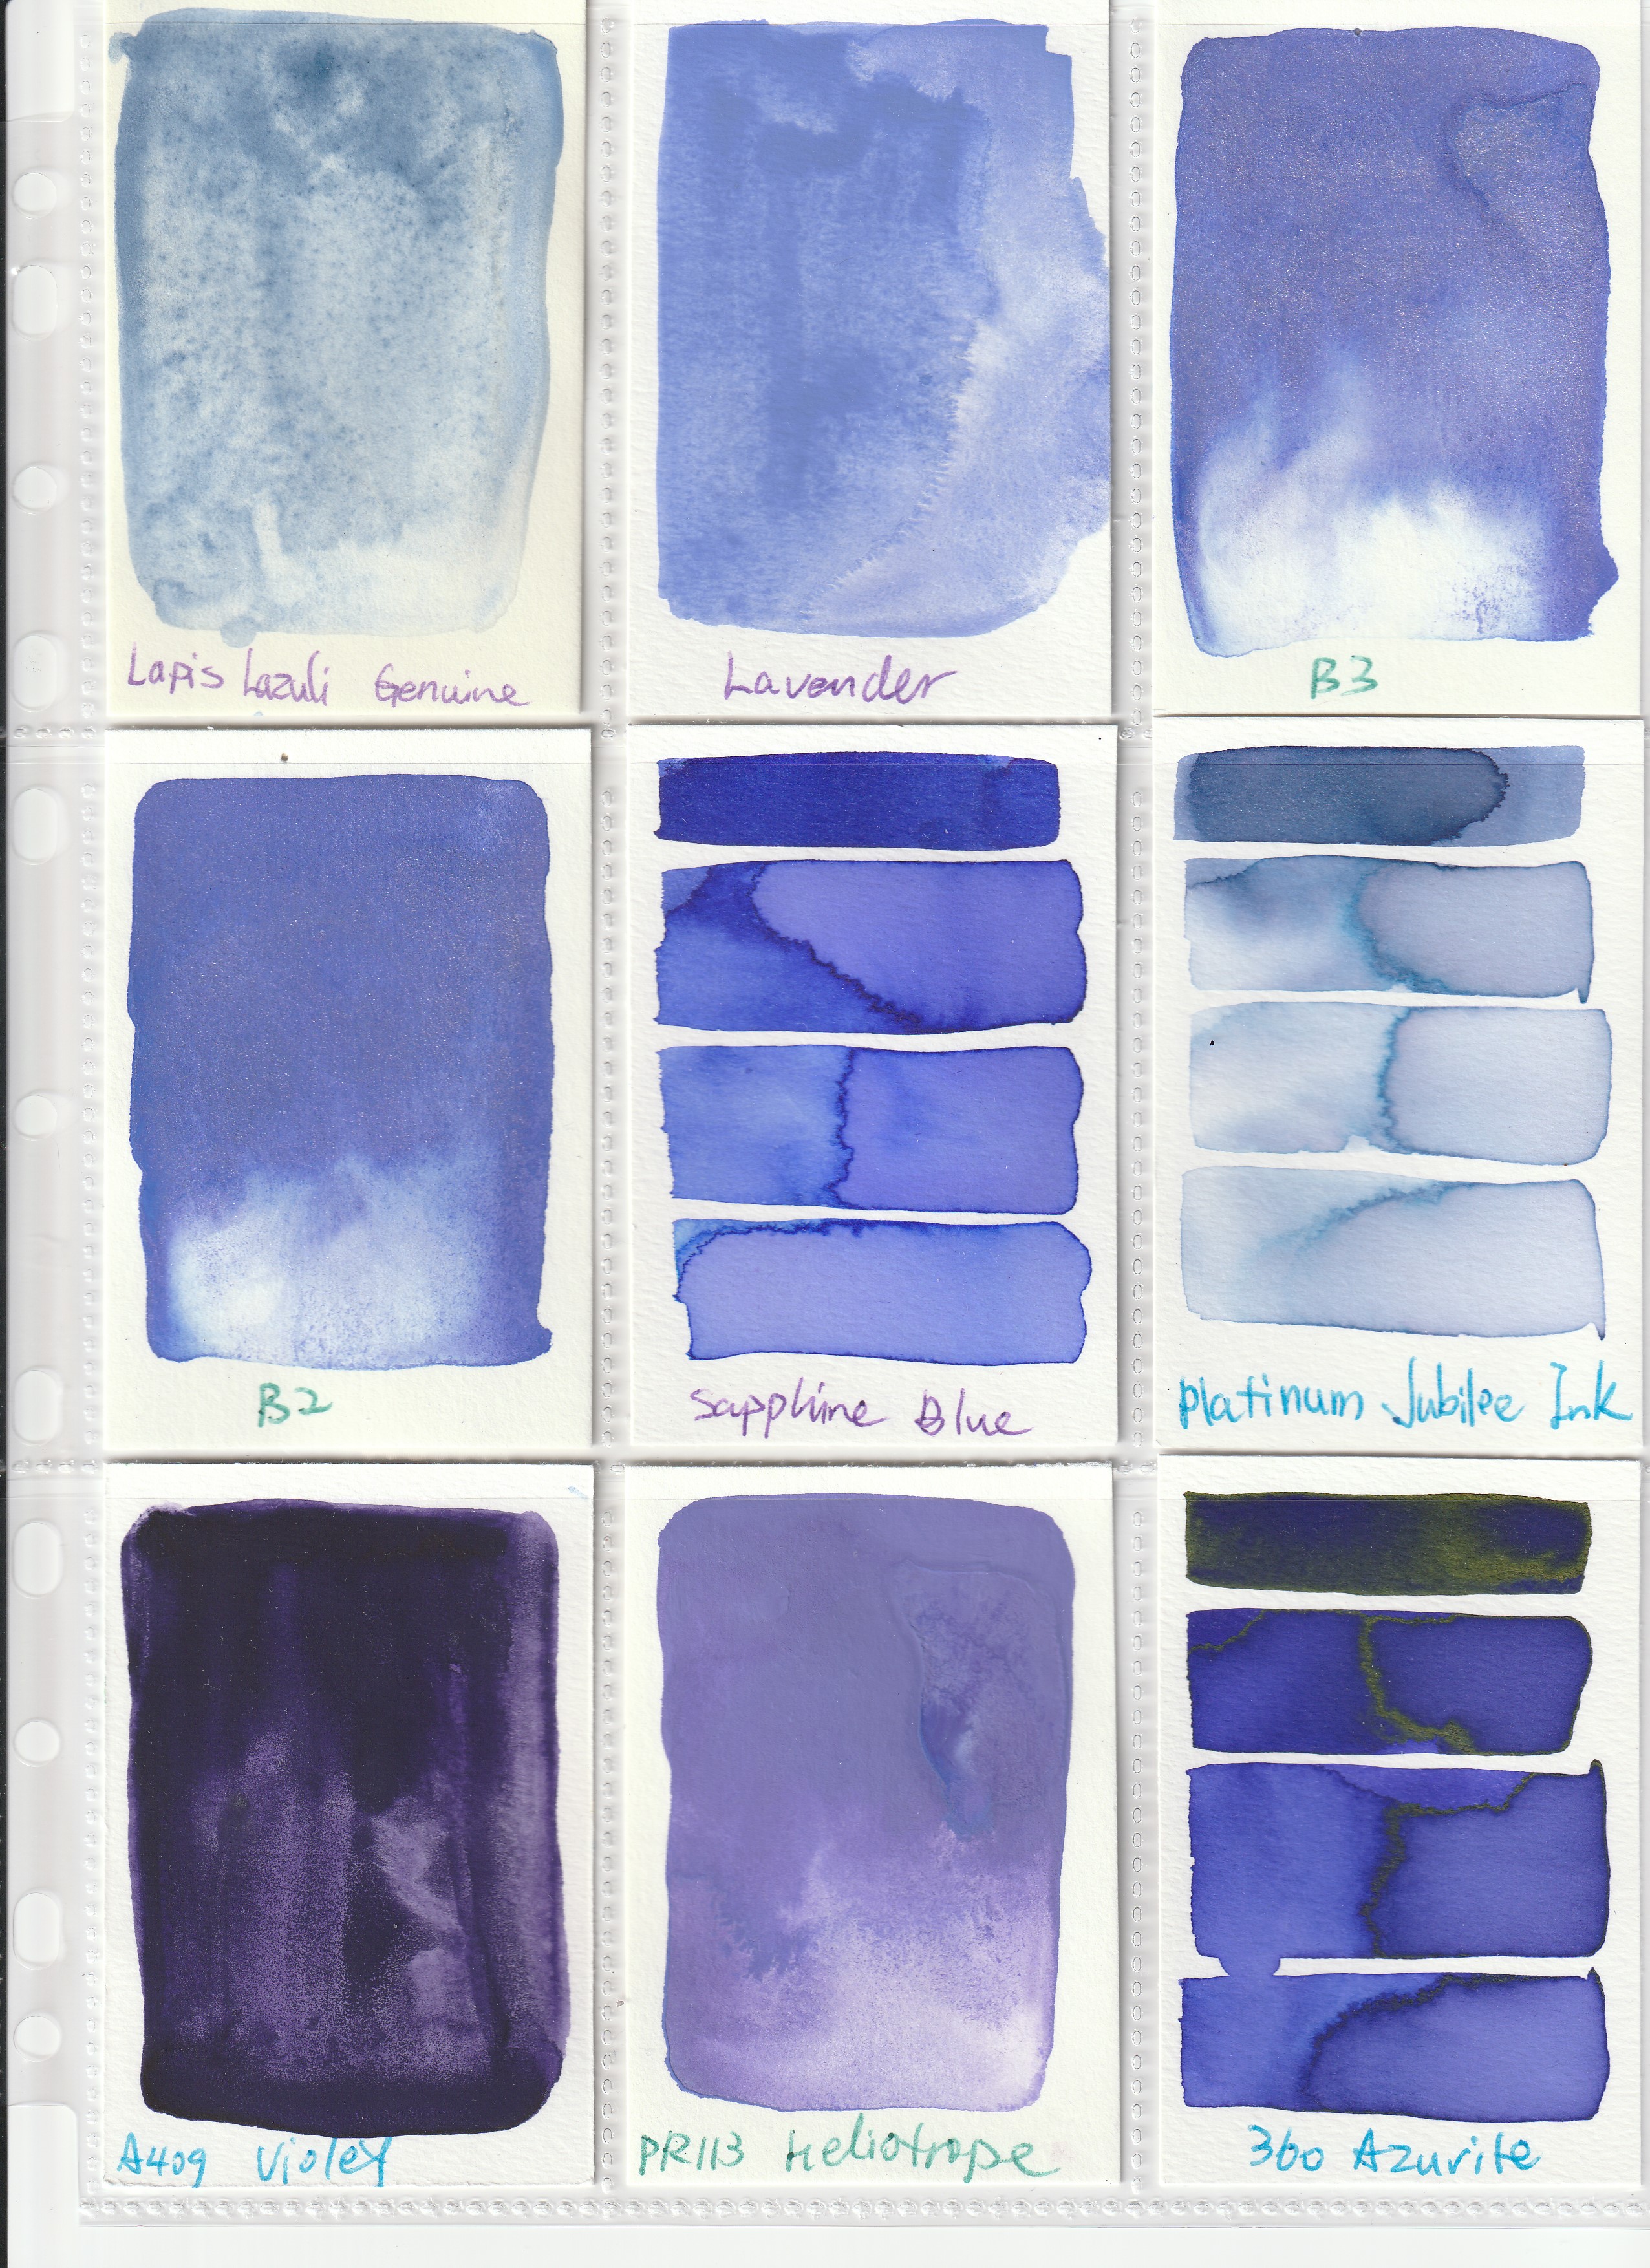 Lapis Lazuli Genuine
Lavender
B3
B2
Sapphire Blue
Platinum Jubilee Ink
A409 Violet
PR113 Heliotrope
360 Azurite